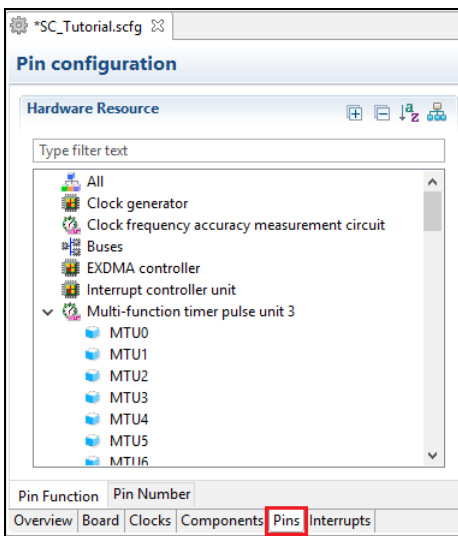 *SC_Tutorial.scfg
Pin configuration
Hardware Resource
Type filter text
All
Clock generator
Clock frequency accuracy measurement circuit
Buses
EXDMA controller
Interrupt controller unit
Multi-function timer pulse unit 3
MTU0
MTU1
MTU2
MTU3
MTU4
MTU5
MTU6
Pin Function Pin Number
Overview Board Clocks Components Pins Interrupts